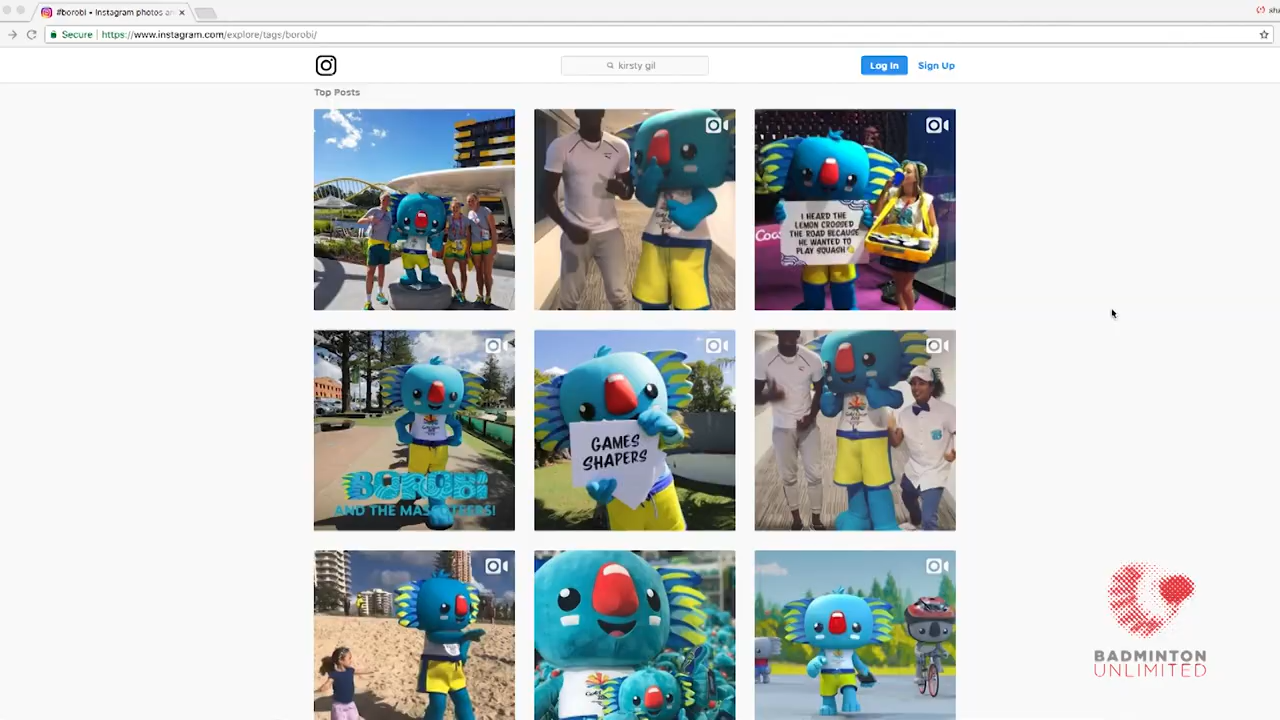 #borobi • Instagram photos an
Secure
https://www.instagram.com/explore/tags/borobi/
kirsty gil
Log In
Sign Up
Top Posts
I HEARD THE
LEMON CROSSED
THE ROAD BECAUSE
HE WANTED TO
PLAY SQUASH
BOROBI
AND THE MASCOTEERS!
GAMES
SHAPERS
BADMINTON
UNLIMITED